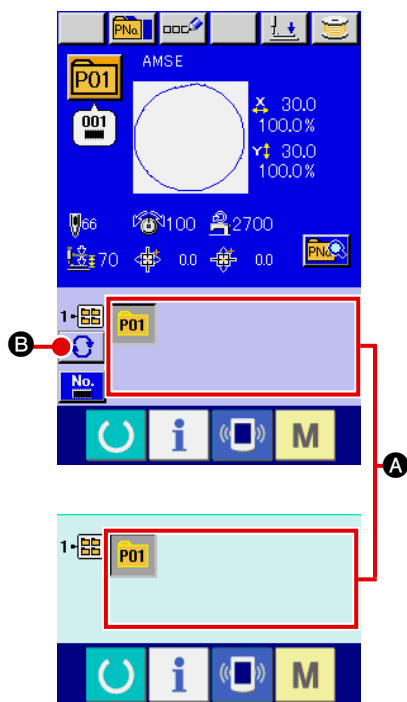 PNo.
P01
AMSE
001
X 30.0
100.0%
Y 30.0
100.0%
66 100 2700
70 0.0 0.0 PNo.
1 P01
B
No.
i M
A
1 P01
i M